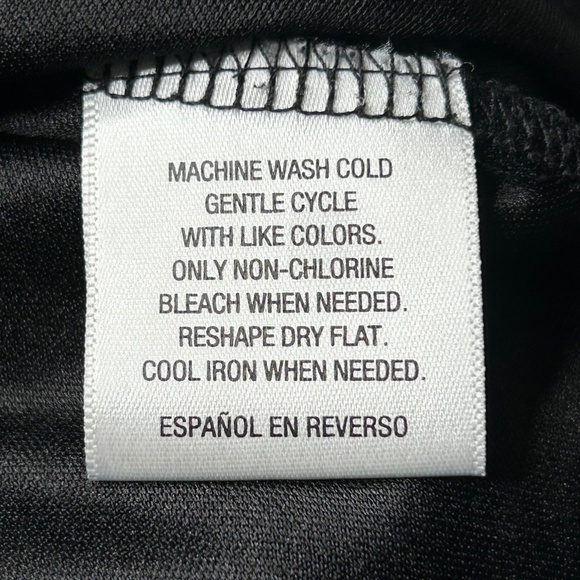 MACHINE WASH COLD
GENTLE CYCLE
WITH LIKE COLORS.
ONLY NON-CHLORINE
BLEACH WHEN NEEDED.
RESHAPE DRY FLAT.
COOL IRON WHEN NEEDED.
ESPAÑOL EN REVERSO